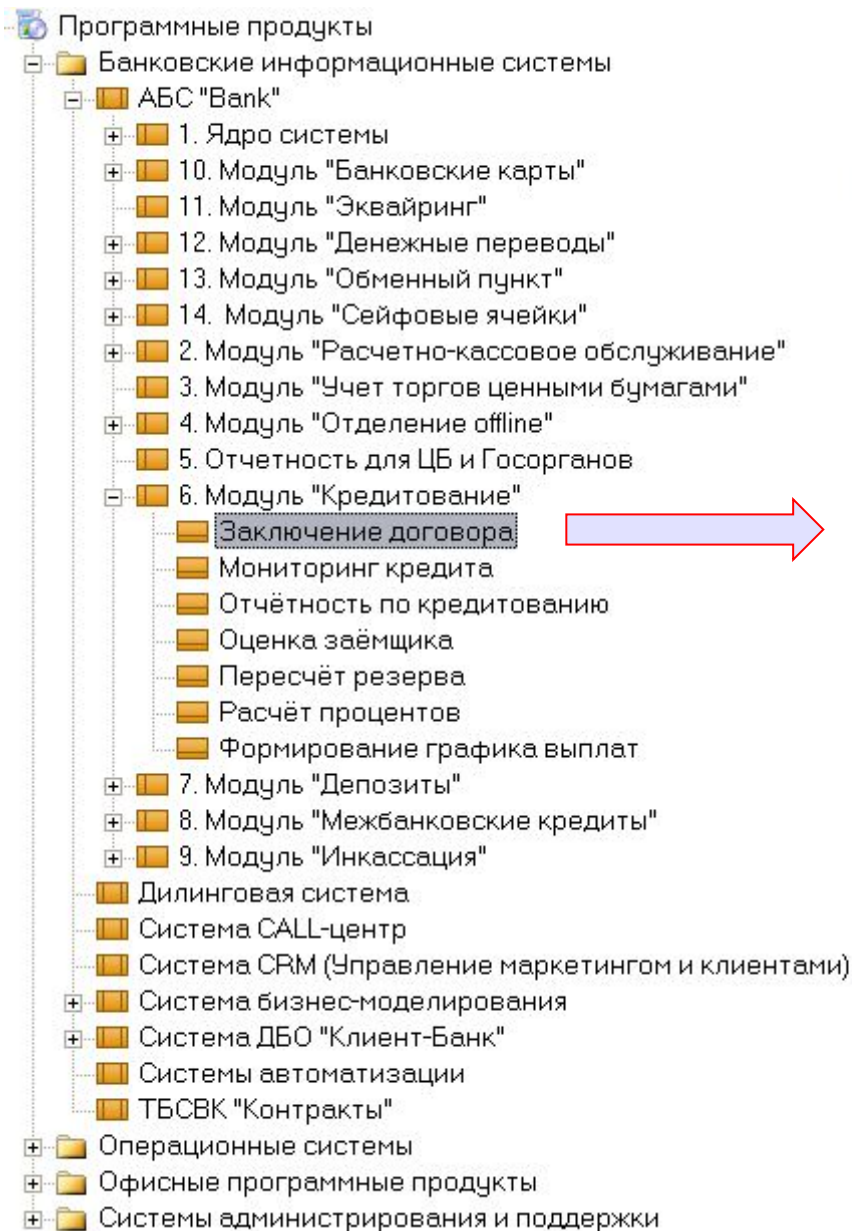 Программные продукты
Банковские информационные системы
АБС "Bank"
1. Ядро системы
10. Модуль "Банковские карты"
11. Модуль "Эквайринг"
12. Модуль "Денежные переводы"
13. Модуль "Обменный пункт"
14. Модуль "Сейфовые ячейки"
2. Модуль "Расчетно-кассовое обслуживание"
3. Модуль "Учет торгов ценными бумагами"
4. Модуль "Отделение offline"
5. Отчетность для ЦБ и Госорганов
6. Модуль "Кредитование"
Заключение договора
Мониторинг кредита
Отчётность по кредитованию
Оценка заёмщика
Пересчёт резерва
Расчёт процентов
Формирование графика выплат
7. Модуль "Депозиты"
8. Модуль "Межбанковские кредиты"
9. Модуль "Инкассация"
Дилинговая система
Система CALL-центр
Система CRM (Управление маркетингом и клиентами)
Система бизнес-моделирования
Система ДБО "Клиент-Банк"
Системы автоматизации
ТБСВК "Контракты"
Операционные системы
Офисные программные продукты
Системы администрирования и поддержки